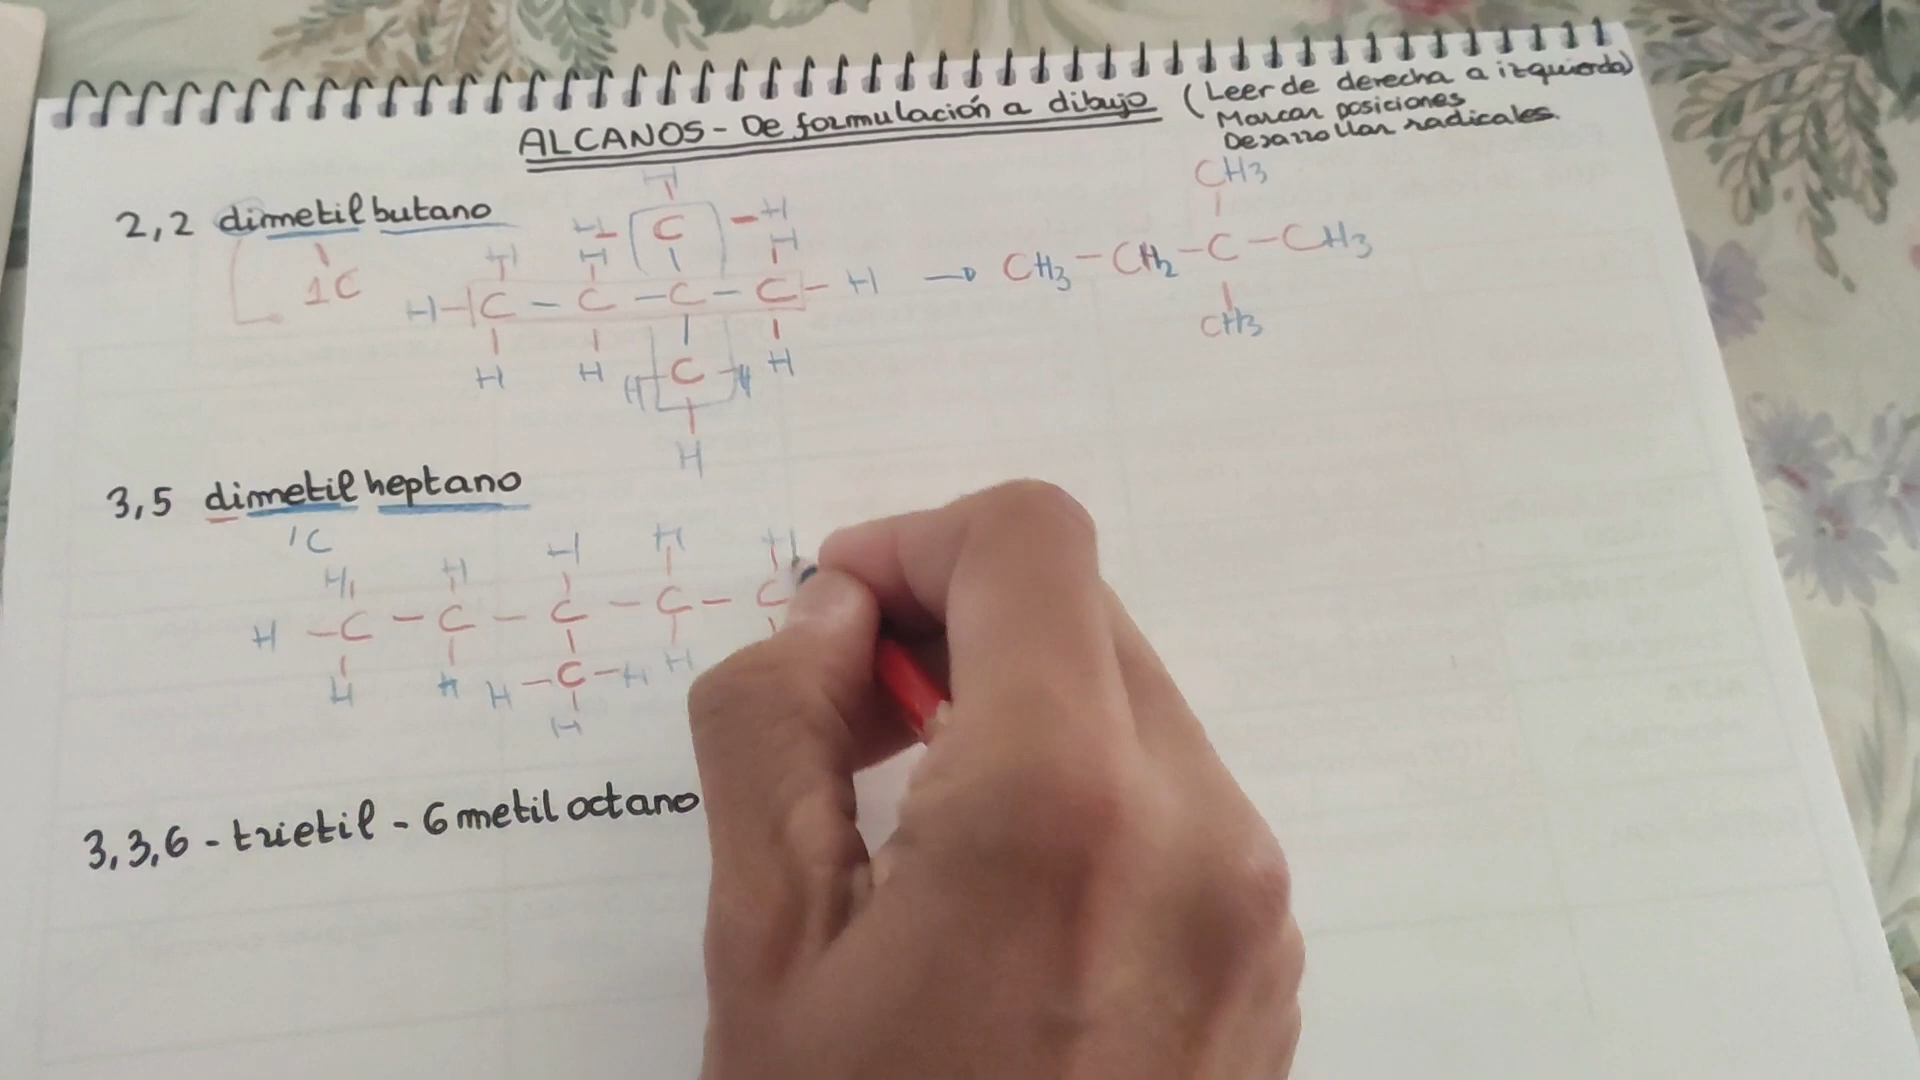 ALCANOS - De formulación a dibujo
(Leer de derecha a izquierda)
Marcar posiciones
Desarrollar radicales.
2,2 dimetil butano
1C
H
H - C - H
H H H
H - C - C - C - C - H
H H H
H - C - H
H
→ CH3 - CH2 - C - CH3
CH3
CH3
3,5 dimetil heptano
1C
H H H H H
H - C - C - C - C - C
H H H
H - C - H
H
3,3,6 - trietil - 6 metil octano